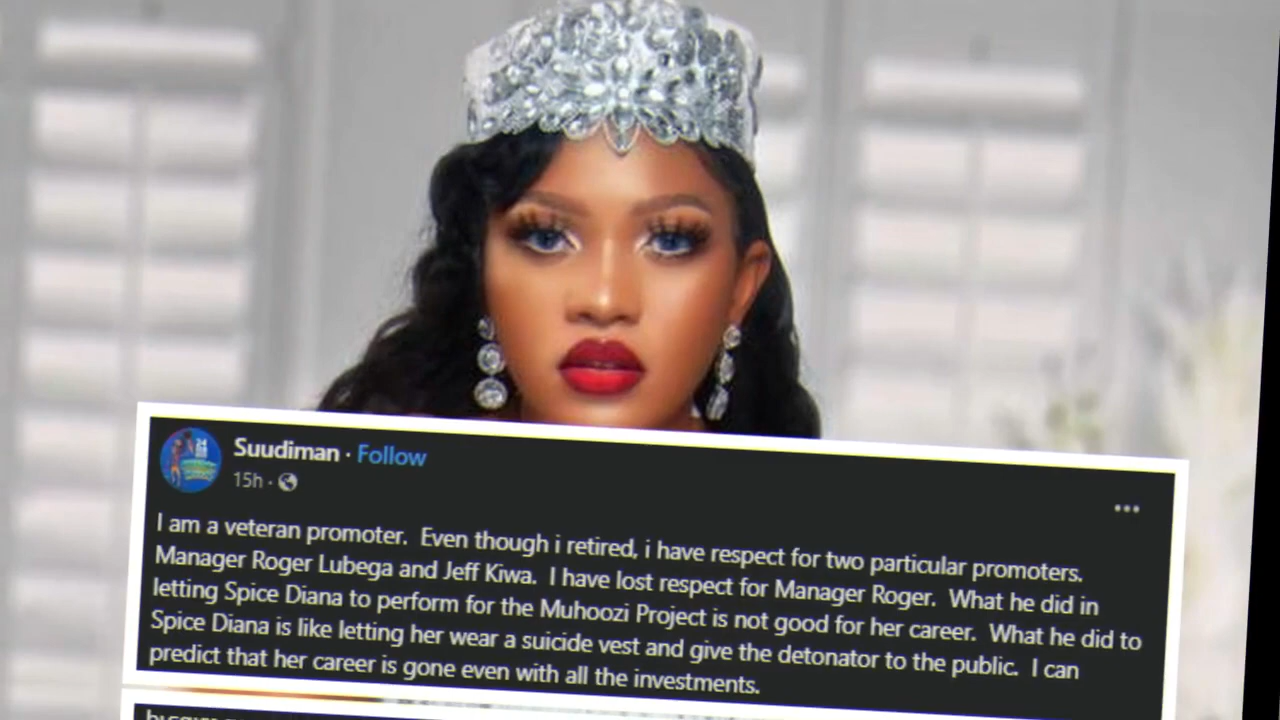 Suudiman · Follow
15h ·
I am a veteran promoter.  Even though i retired, i have respect for two particular promoters.
Manager Roger Lubega and Jeff Kiwa.  I have lost respect for Manager Roger.  What he did in
letting Spice Diana to perform for the Muhoozi Project is not good for her career.  What he did to
Spice Diana is like letting her wear a suicide vest and give the detonator to the public.  I can
predict that her career is gone even with all the investments.